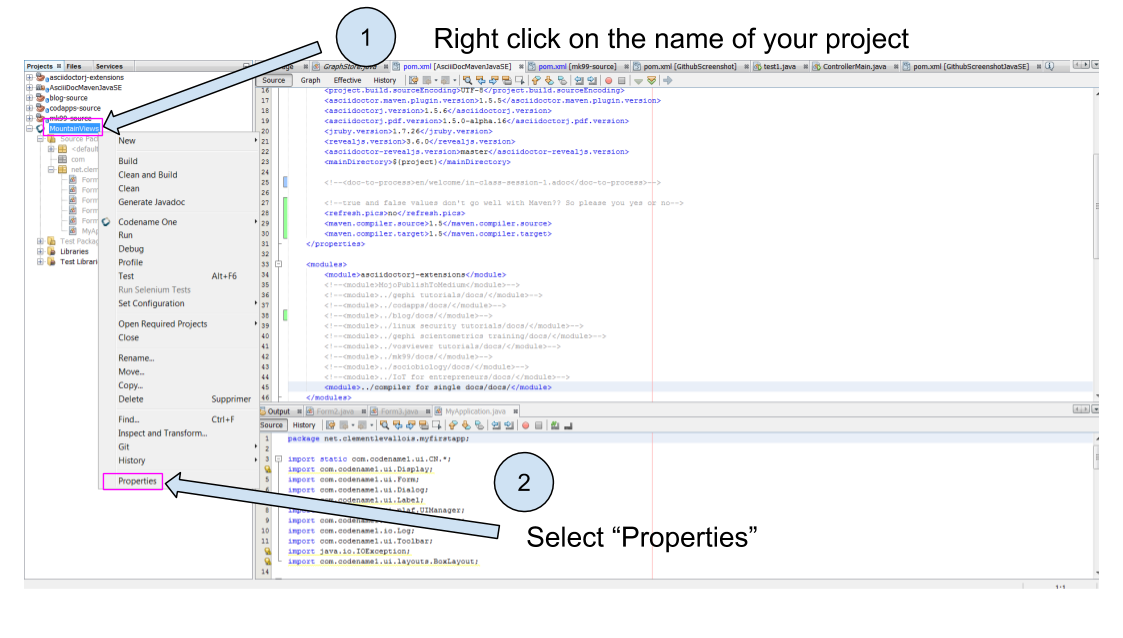 1
Right click on the name of your project
Projects Files Services
GraphStore.java pom.xml [AsciiDocMavenJavaSE] pom.xml [mk99-source] pom.xml [GithubScreenshot] test1.java ControllerMain.java pom.xml [GithubScreenshotJavaSE]
Source Graph Effective History
asciidoctorj-extensions
AsciiDocMavenJavaSE
blog-source
codapps-source
mk99-source
MountainViews
Source Pac
<default
com
net.clem
Form
Form
Form
Form
Form
MyAp
Test Packag
Libraries
Test Librari
New
Build
Clean and Build
Clean
Generate Javadoc
Codename One
Run
Debug
Profile
Test Alt+F6
Run Selenium Tests
Set Configuration
Open Required Projects
Close
Rename...
Move...
Copy...
Delete Supprimer
Find... Ctrl+F
Inspect and Transform...
Git
History
Properties
16 <project.build.sourceEncoding>UTF-8</project.build.sourceEncoding>
17 <asciidoctor.maven.plugin.version>1.5.5</asciidoctor.maven.plugin.version>
18 <asciidoctorj.version>1.5.6</asciidoctorj.version>
19 <asciidoctorj.pdf.version>1.5.0-alpha.16</asciidoctorj.pdf.version>
20 <jruby.version>1.7.26</jruby.version>
21 <revealjs.version>3.6.0</revealjs.version>
22 <asciidoctor-revealjs.version>master</asciidoctor-revealjs.version>
23 <mainDirectory>${project}</mainDirectory>
24
25 <!--<doc-to-process>en/welcome/in-class-session-1.adoc</doc-to-process>-->
26
27 <!--true and false values don't go well with Maven?? So please you yes or no-->
28 <refresh.pics>no</refresh.pics>
29 <maven.compiler.source>1.5</maven.compiler.source>
30 <maven.compiler.target>1.5</maven.compiler.target>
31 </properties>
32
33 <modules>
34 <module>asciidoctorj-extensions</module>
35 <!--<module>MojoPublishToMedium</module>-->
36 <!--<module>../gephi tutorials/docs/</module>-->
37 <!--<module>../codapps/docs/</module>-->
38 <!--<module>../blog/docs/</module>-->
39 <!--<module>../linux security tutorials/docs/</module>-->
40 <!--<module>../gephi scientometrics training/docs/</module>-->
41 <!--<module>../vosviewer tutorials/docs/</module>-->
42 <!--<module>../mk99/docs/</module>-->
43 <!--<module>../sociobiology/docs/</module>-->
44 <!--<module>../IoT for entrepreneurs/docs/</module>-->
45 <module>../compiler for single docs/docs/</module>
46 </modules>
Output Form2.java Form3.java MyApplication.java
Source History
1 package net.clementlevallois.myfirstapp;
2
3 import static com.codename1.ui.CN.*;
import com.codename1.ui.Display;
5 import com.codename1.ui.Form;
import com.codename1.ui.Dialog;
com.codename1.ui.Label;
8 import plaf.UIManager;
9 import com.codename
10 import com.codename1.io.Log;
11 import com.codename1.ui.Toolbar;
import java.io.IOException;
import com.codename1.ui.layouts.BoxLayout;
14
2
Select “Properties”
1:1